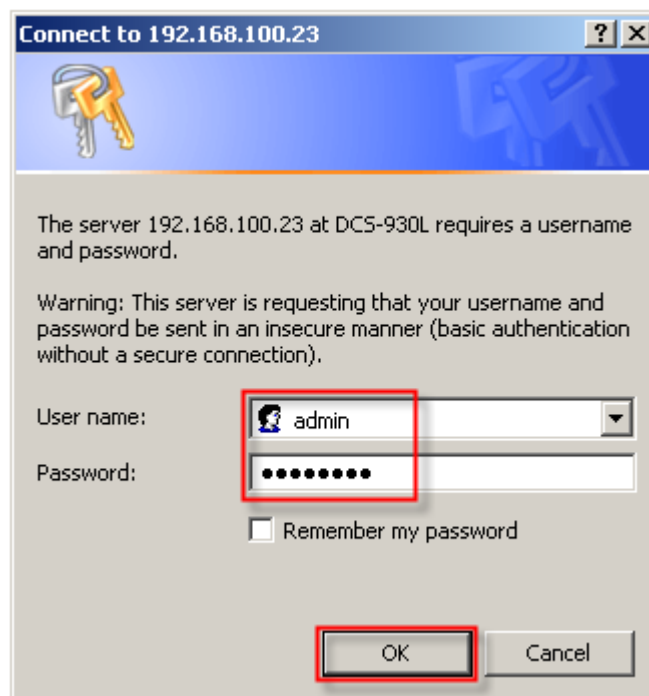 Connect to 192.168.100.23
The server 192.168.100.23 at DCS-930L requires a username
and password.
Warning: This server is requesting that your username and
password be sent in an insecure manner (basic authentication
without a secure connection).
User name:
admin
Password:
●●●●●●●●
Remember my password
OK
Cancel